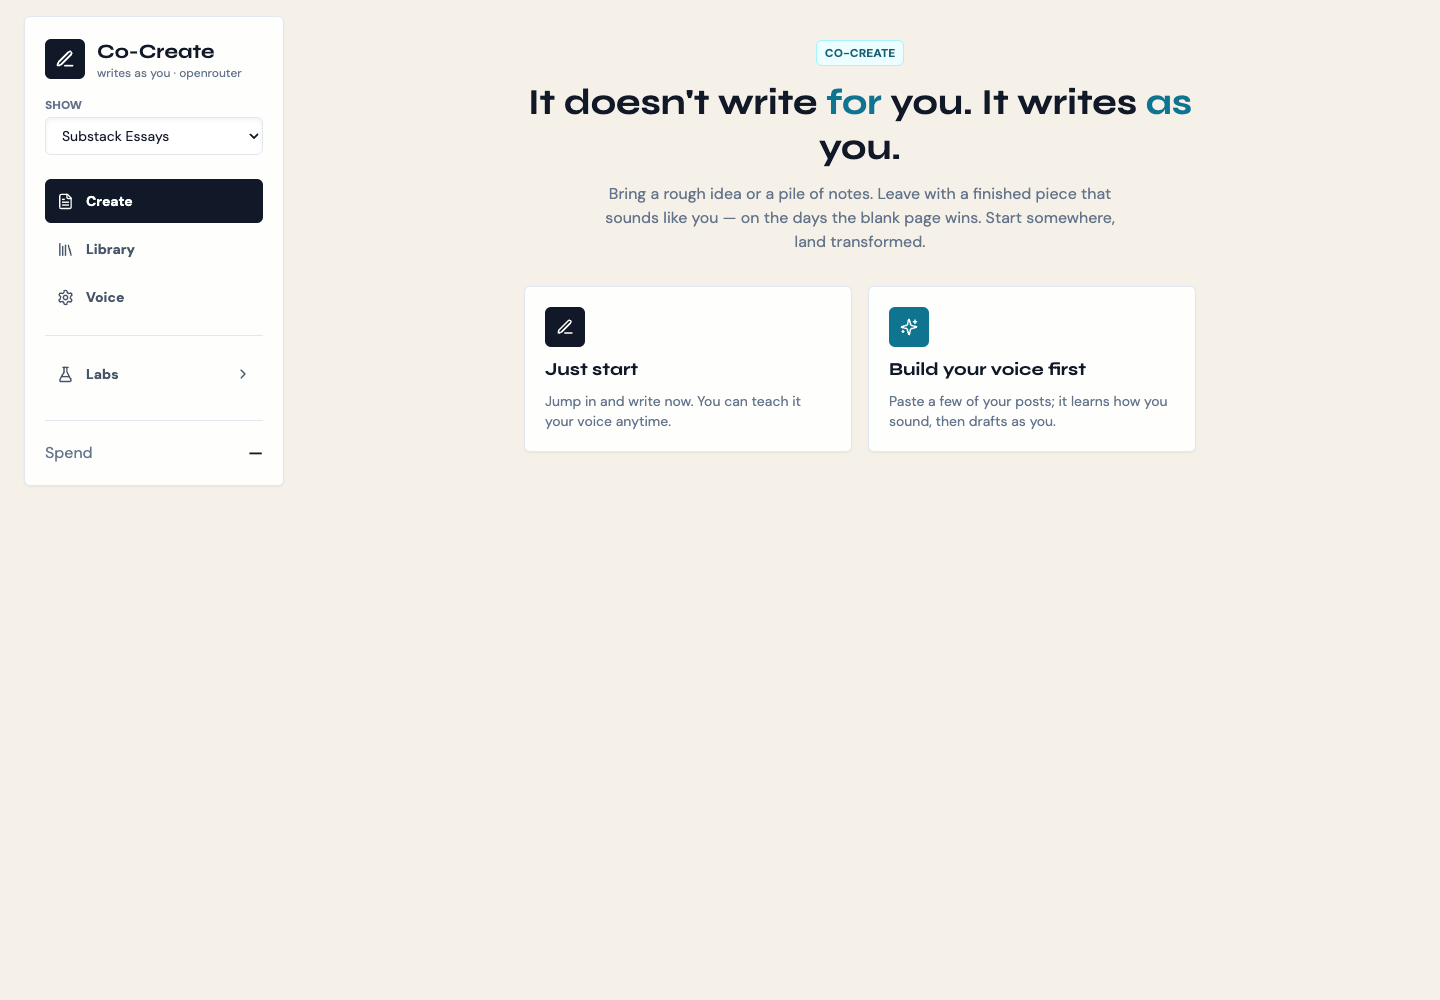 Co-Create
writes as you · openrouter
SHOW
Substack Essays
Create
Library
Voice
Labs
Spend
—
CO-CREATE
It doesn't write for you. It writes as
you.
Bring a rough idea or a pile of notes. Leave with a finished piece that
sounds like you — on the days the blank page wins. Start somewhere,
land transformed.
Just start
Jump in and write now. You can teach it
your voice anytime.
Build your voice first
Paste a few of your posts; it learns how you
sound, then drafts as you.